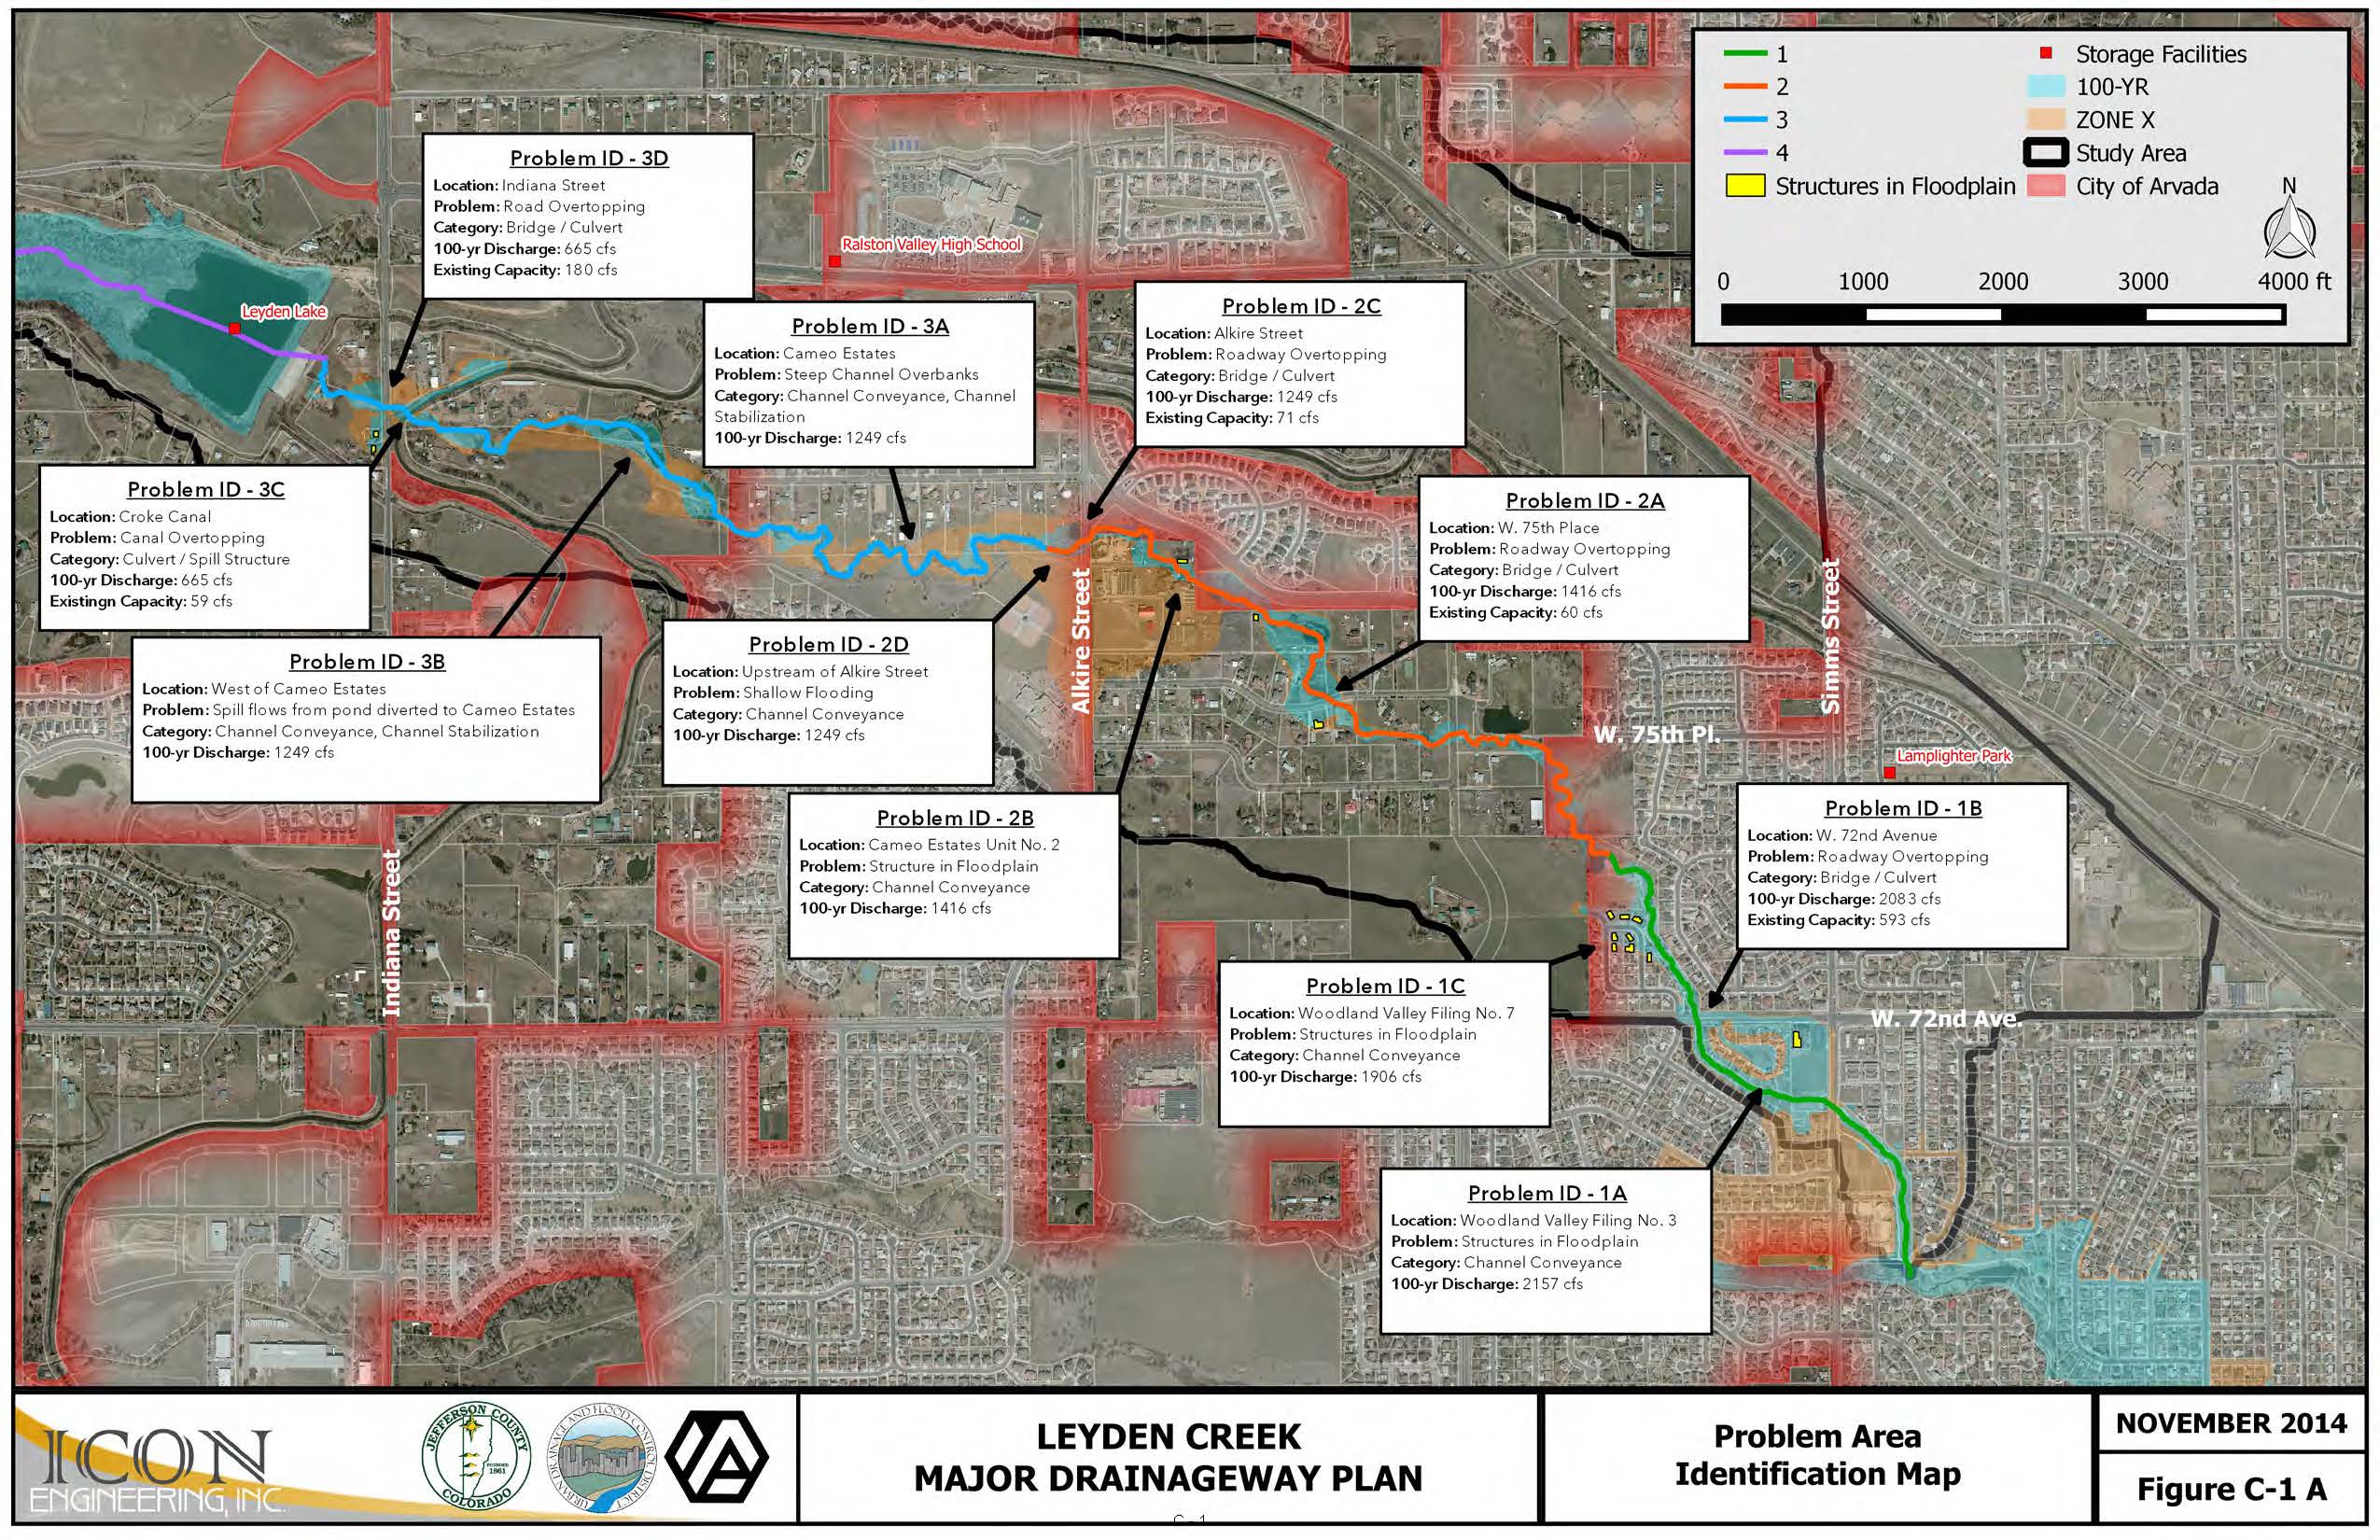 1
2
3
4
Structures in Floodplain
Storage Facilities
100-YR
ZONE X
Study Area
City of Arvada
N
0 1000 2000 3000 4000 ft
Problem ID - 3D
Location: Indiana Street
Problem: Road Overtopping
Category: Bridge / Culvert
100-yr Discharge: 665 cfs
Existing Capacity: 180 cfs
Ralston Valley High School
Leyden Lake
Problem ID - 3A
Location: Cameo Estates
Problem: Steep Channel Overbanks
Category: Channel Conveyance, Channel
Stabilization
100-yr Discharge: 1249 cfs
Problem ID - 2C
Location: Alkire Street
Problem: Roadway Overtopping
Category: Bridge / Culvert
100-yr Discharge: 1249 cfs
Existing Capacity: 71 cfs
Problem ID - 3C
Location: Croke Canal
Problem: Canal Overtopping
Category: Culvert / Spill Structure
100-yr Discharge: 665 cfs
Existingn Capacity: 59 cfs
Problem ID - 2A
Location: W. 75th Place
Problem: Roadway Overtopping
Category: Bridge / Culvert
100-yr Discharge: 1416 cfs
Existing Capacity: 60 cfs
Problem ID - 3B
Location: West of Cameo Estates
Problem: Spill flows from pond diverted to Cameo Estates
Category: Channel Conveyance, Channel Stabilization
100-yr Discharge: 1249 cfs
Problem ID - 2D
Location: Upstream of Alkire Street
Problem: Shallow Flooding
Category: Channel Conveyance
100-yr Discharge: 1249 cfs
Alkire Street
Simms Street
W. 75th Pl.
Lamplighter Park
Problem ID - 2B
Location: Cameo Estates Unit No. 2
Problem: Structure in Floodplain
Category: Channel Conveyance
100-yr Discharge: 1416 cfs
Problem ID - 1B
Location: W. 72nd Avenue
Problem: Roadway Overtopping
Category: Bridge / Culvert
100-yr Discharge: 2083 cfs
Existing Capacity: 593 cfs
Indiana Street
Problem ID - 1C
Location: Woodland Valley Filing No. 7
Problem: Structures in Floodplain
Category: Channel Conveyance
100-yr Discharge: 1906 cfs
W. 72nd Ave.
Problem ID - 1A
Location: Woodland Valley Filing No. 3
Problem: Structures in Floodplain
Category: Channel Conveyance
100-yr Discharge: 2157 cfs
ICON
ENGINEERING, INC.
JEFFERSON COUNTY
FOUNDED
1861
COLORADO
URBAN DRAINAGE AND FLOOD CONTROL DISTRICT
LEYDEN CREEK
MAJOR DRAINAGEWAY PLAN
Problem Area
Identification Map
NOVEMBER 2014
Figure C-1 A
C - 1